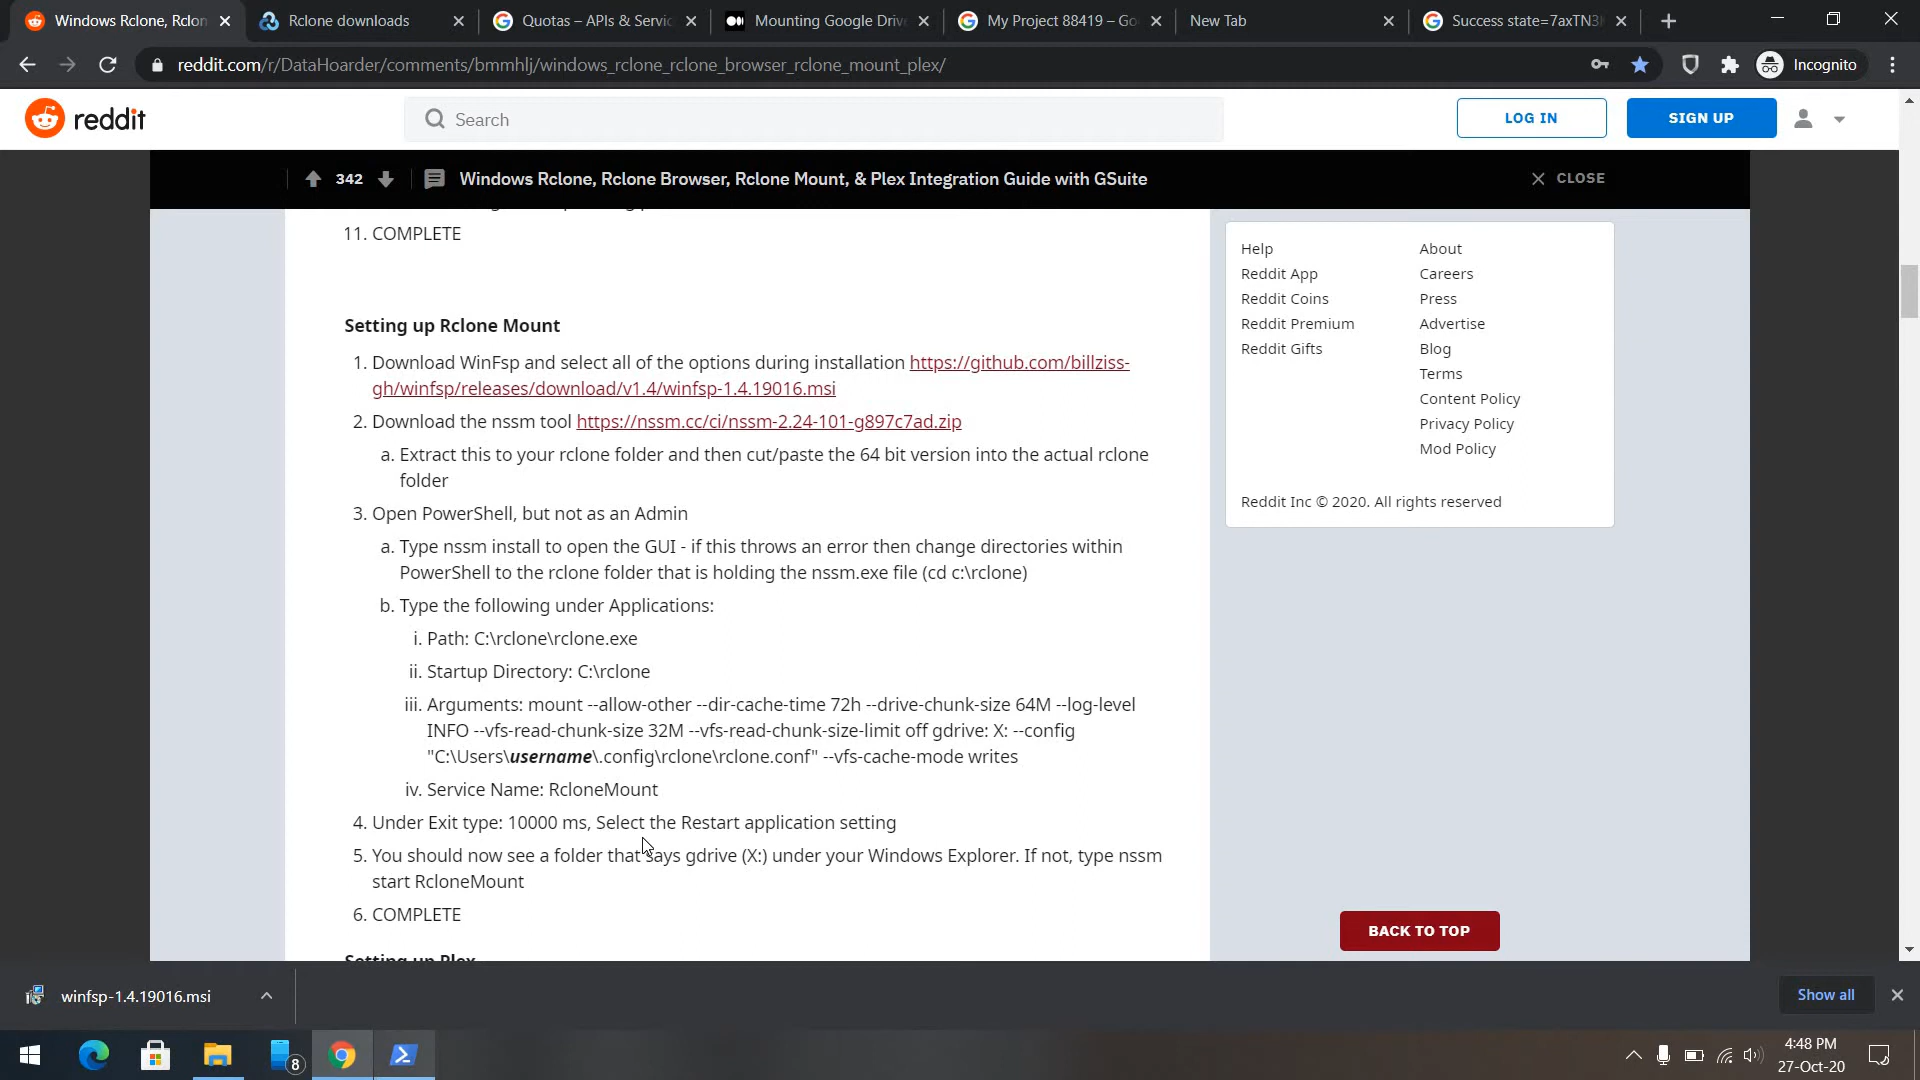 Windows Rclone, Rclon
Rclone downloads
Quotas – APIs & Servic
Mounting Google Drive
My Project 88419 – Go
New Tab
Success state=7axTN3
reddit.com/r/DataHoarder/comments/bmmhlj/windows_rclone_rclone_browser_rclone_mount_plex/
Incognito
reddit
Search
LOG IN
SIGN UP
342
Windows Rclone, Rclone Browser, Rclone Mount, & Plex Integration Guide with GSuite
CLOSE
11. COMPLETE
Setting up Rclone Mount
1. Download WinFsp and select all of the options during installation https://github.com/billziss-
gh/winfsp/releases/download/v1.4/winfsp-1.4.19016.msi
2. Download the nssm tool https://nssm.cc/ci/nssm-2.24-101-g897c7ad.zip
a. Extract this to your rclone folder and then cut/paste the 64 bit version into the actual rclone
folder
3. Open PowerShell, but not as an Admin
a. Type nssm install to open the GUI - if this throws an error then change directories within
PowerShell to the rclone folder that is holding the nssm.exe file (cd c:\rclone)
b. Type the following under Applications:
i. Path: C:\rclone\rclone.exe
ii. Startup Directory: C:\rclone
iii. Arguments: mount --allow-other --dir-cache-time 72h --drive-chunk-size 64M --log-level
INFO --vfs-read-chunk-size 32M --vfs-read-chunk-size-limit off gdrive: X: --config
"C:\Users\username\.config\rclone\rclone.conf" --vfs-cache-mode writes
iv. Service Name: RcloneMount
4. Under Exit type: 10000 ms, Select the Restart application setting
5. You should now see a folder that says gdrive (X:) under your Windows Explorer. If not, type nssm
start RcloneMount
6. COMPLETE
Setting up Plex
Help
Reddit App
Reddit Coins
Reddit Premium
Reddit Gifts
About
Careers
Press
Advertise
Blog
Terms
Content Policy
Privacy Policy
Mod Policy
Reddit Inc © 2020. All rights reserved
BACK TO TOP
winfsp-1.4.19016.msi
Show all
8
4:48 PM
27-Oct-20